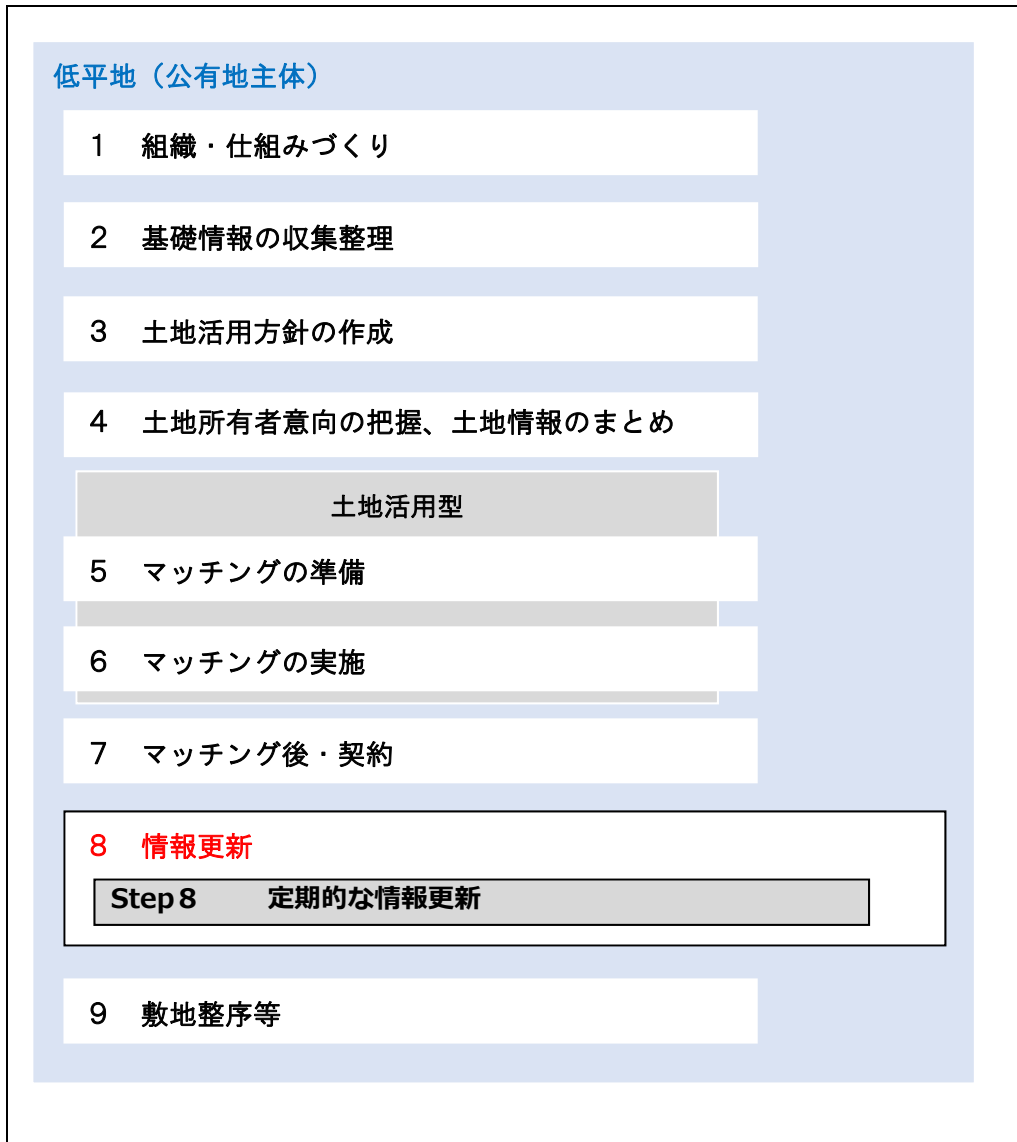 低平地（公有地主体）
１　組織・仕組みづくり
２　基礎情報の収集整理
３　土地活用方針の作成
４　土地所有者意向の把握、土地情報のまとめ
土地活用型
５　マッチングの準備
６　マッチングの実施
７　マッチング後・契約
８　情報更新
Step８　定期的な情報更新
９　敷地整序等